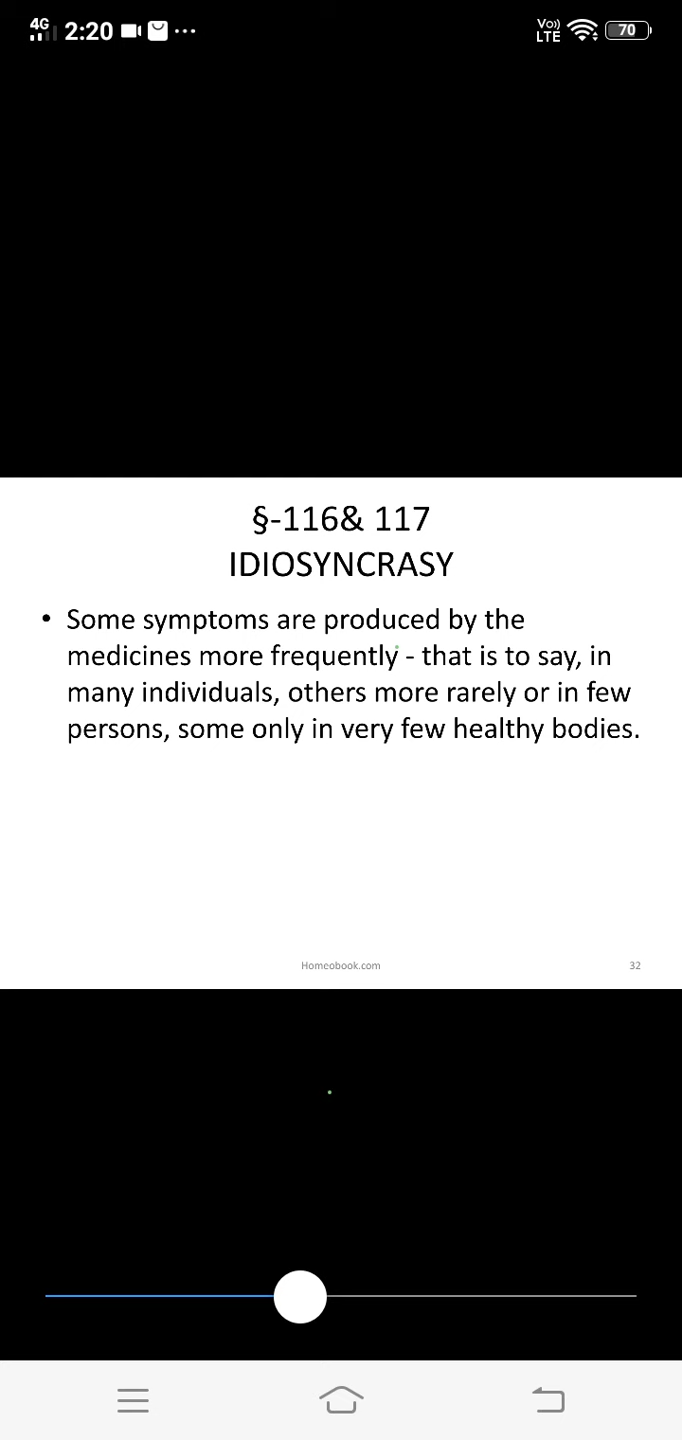 4G 2:20 Vo)) LTE 70
§-116& 117
IDIOSYNCRASY
• Some symptoms are produced by the
medicines more frequently - that is to say, in
many individuals, others more rarely or in few
persons, some only in very few healthy bodies.
Homeobook.com 32